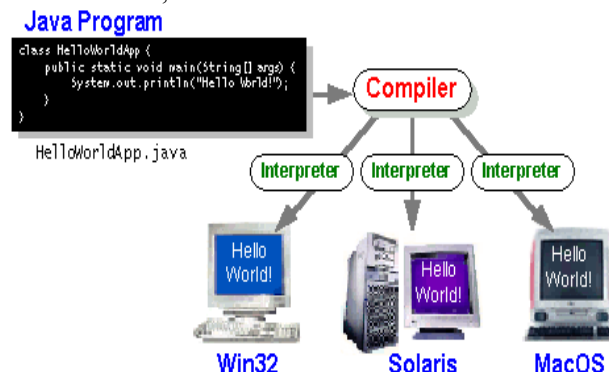 Java Program
class HelloWorldApp {
public static void main(String[] args) {
System.out.println("Hello World!");
}
}
HelloWorldApp.java
Compiler
Interpreter Interpreter Interpreter
Hello
World!
Hello
World!
Hello
World!
Win32 Solaris MacOS